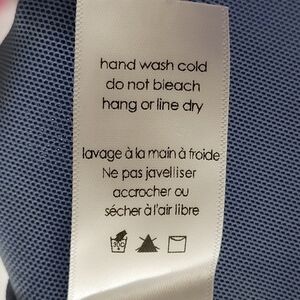 hand wash cold
do not bleach
hang or line dry
lavage à la main à froide
Ne pas javelliser
accrocher ou
sécher à l'air libre